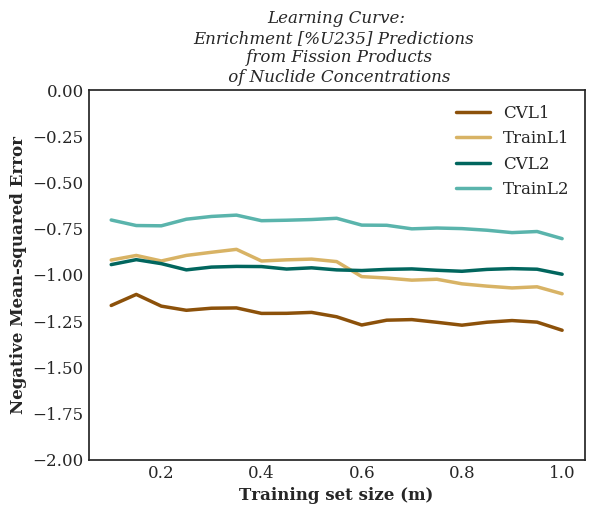 Learning Curve:
Enrichment [%U235] Predictions
from Fission Products
of Nuclide Concentrations
0.00
−0.25
−0.50
−0.75
−1.00
−1.25
−1.50
−1.75
−2.00
Negative Mean-squared Error
CVL1
TrainL1
CVL2
TrainL2
0.2 0.4 0.6 0.8 1.0
Training set size (m)